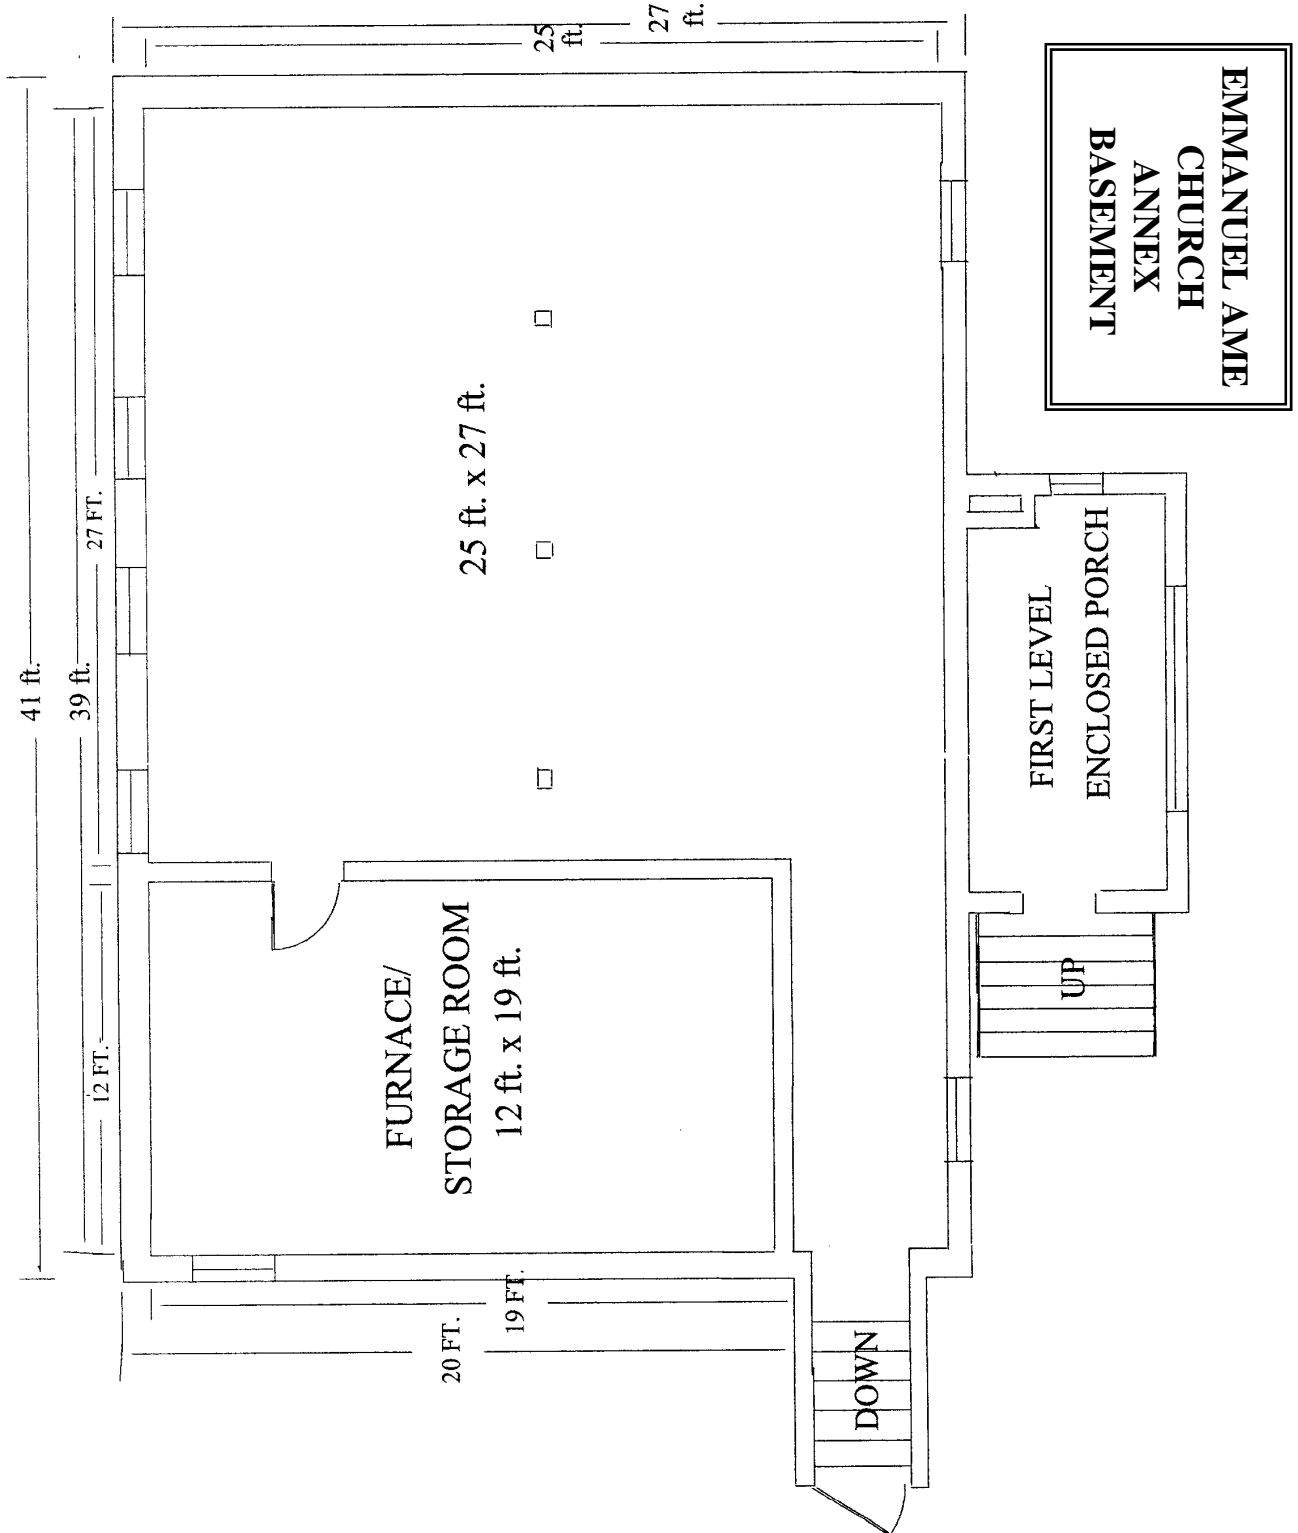 EMMANUEL AME
CHURCH
ANNEX
BASEMENT
27
ft.
25
ft.
41 ft.
39 ft.
27 FT.
12 FT.
25 ft. x 27 ft.
FIRST LEVEL
ENCLOSED PORCH
UP
FURNACE/
STORAGE ROOM
12 ft. x 19 ft.
19 FT.
20 FT.
DOWN